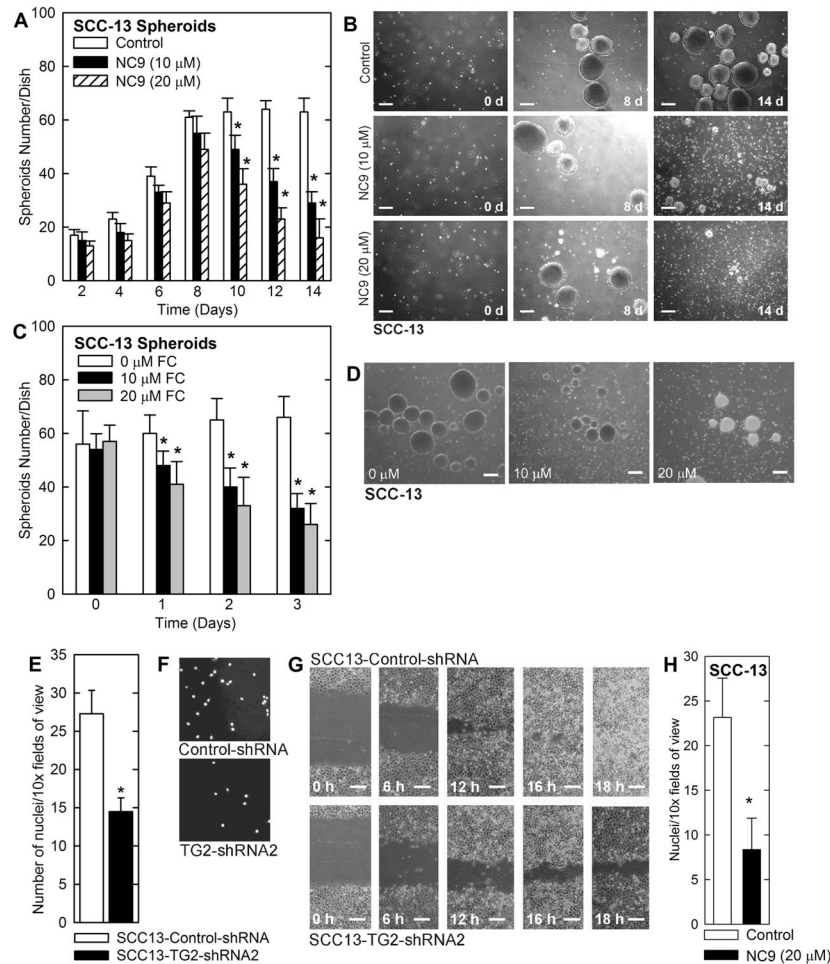 A
SCC-13 Spheroids
Control
NC9 (10 μM)
NC9 (20 μM)
Spheroids Number/Dish
100
80
60
40
20
0
* * * * * *
2 4 6 8 10 12 14
Time (Days)
B
Control
0 d 8 d 14 d
NC9 (10 μM)
0 d 8 d 14 d
NC9 (20 μM)
0 d 8 d 14 d
SCC-13
C
SCC-13 Spheroids
0 μM FC
10 μM FC
20 μM FC
Spheroids Number/Dish
100
80
60
40
20
0
* * * * * *
0 1 2 3
Time (Days)
D
0 μM 10 μM 20 μM
SCC-13
E
Number of nuclei/10x fields of view
35
30
25
20
15
10
5
0
*
SCC13-Control-shRNA
SCC13-TG2-shRNA2
F
Control-shRNA
TG2-shRNA2
G
SCC13-Control-shRNA
0 h 6 h 12 h 16 h 18 h
0 h 6 h 12 h 16 h 18 h
SCC13-TG2-shRNA2
H
SCC-13
Nuclei/10x fields of view
30
25
20
15
10
5
0
*
Control
NC9 (20 μM)